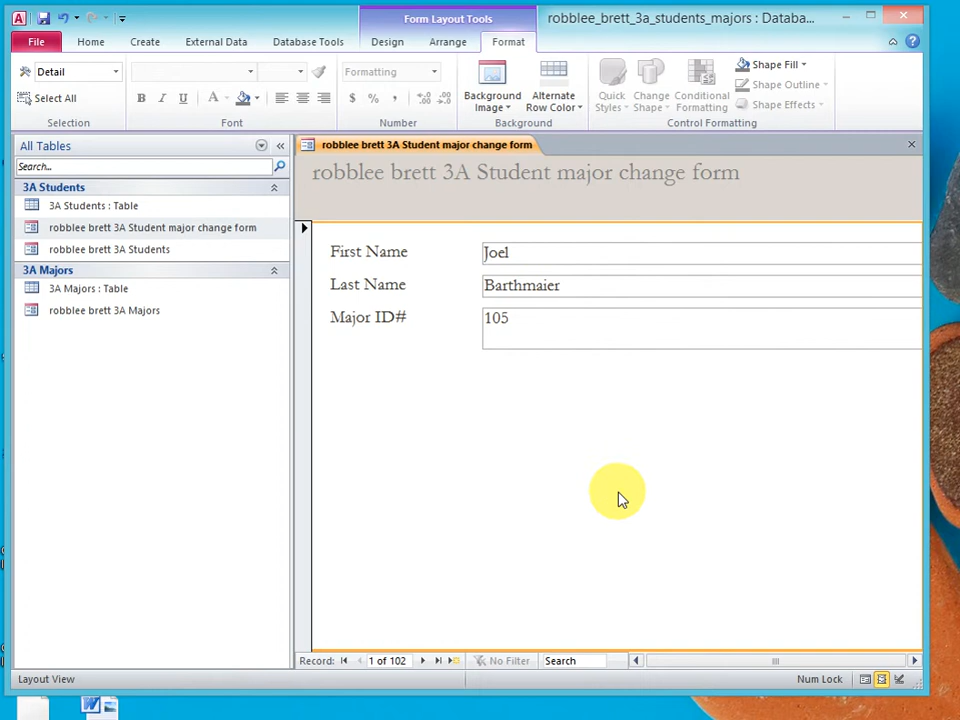 Form Layout Tools
robblee_brett_3a_students_majors : Databa...
File
Home
Create
External Data
Database Tools
Design
Arrange
Format
Detail
Select All
Selection
Font
Formatting
Number
Background Image
Alternate Row Color
Background
Quick Styles
Change Shape
Conditional Formatting
Shape Fill
Shape Outline
Shape Effects
Control Formatting
All Tables
Search...
3A Students
3A Students : Table
robblee brett 3A Student major change form
robblee brett 3A Students
3A Majors
3A Majors : Table
robblee brett 3A Majors
robblee brett 3A Student major change form
robblee brett 3A Student major change form
First Name
Joel
Last Name
Barthmaier
Major ID#
105
Record:
1 of 102
No Filter
Search
Layout View
Num Lock